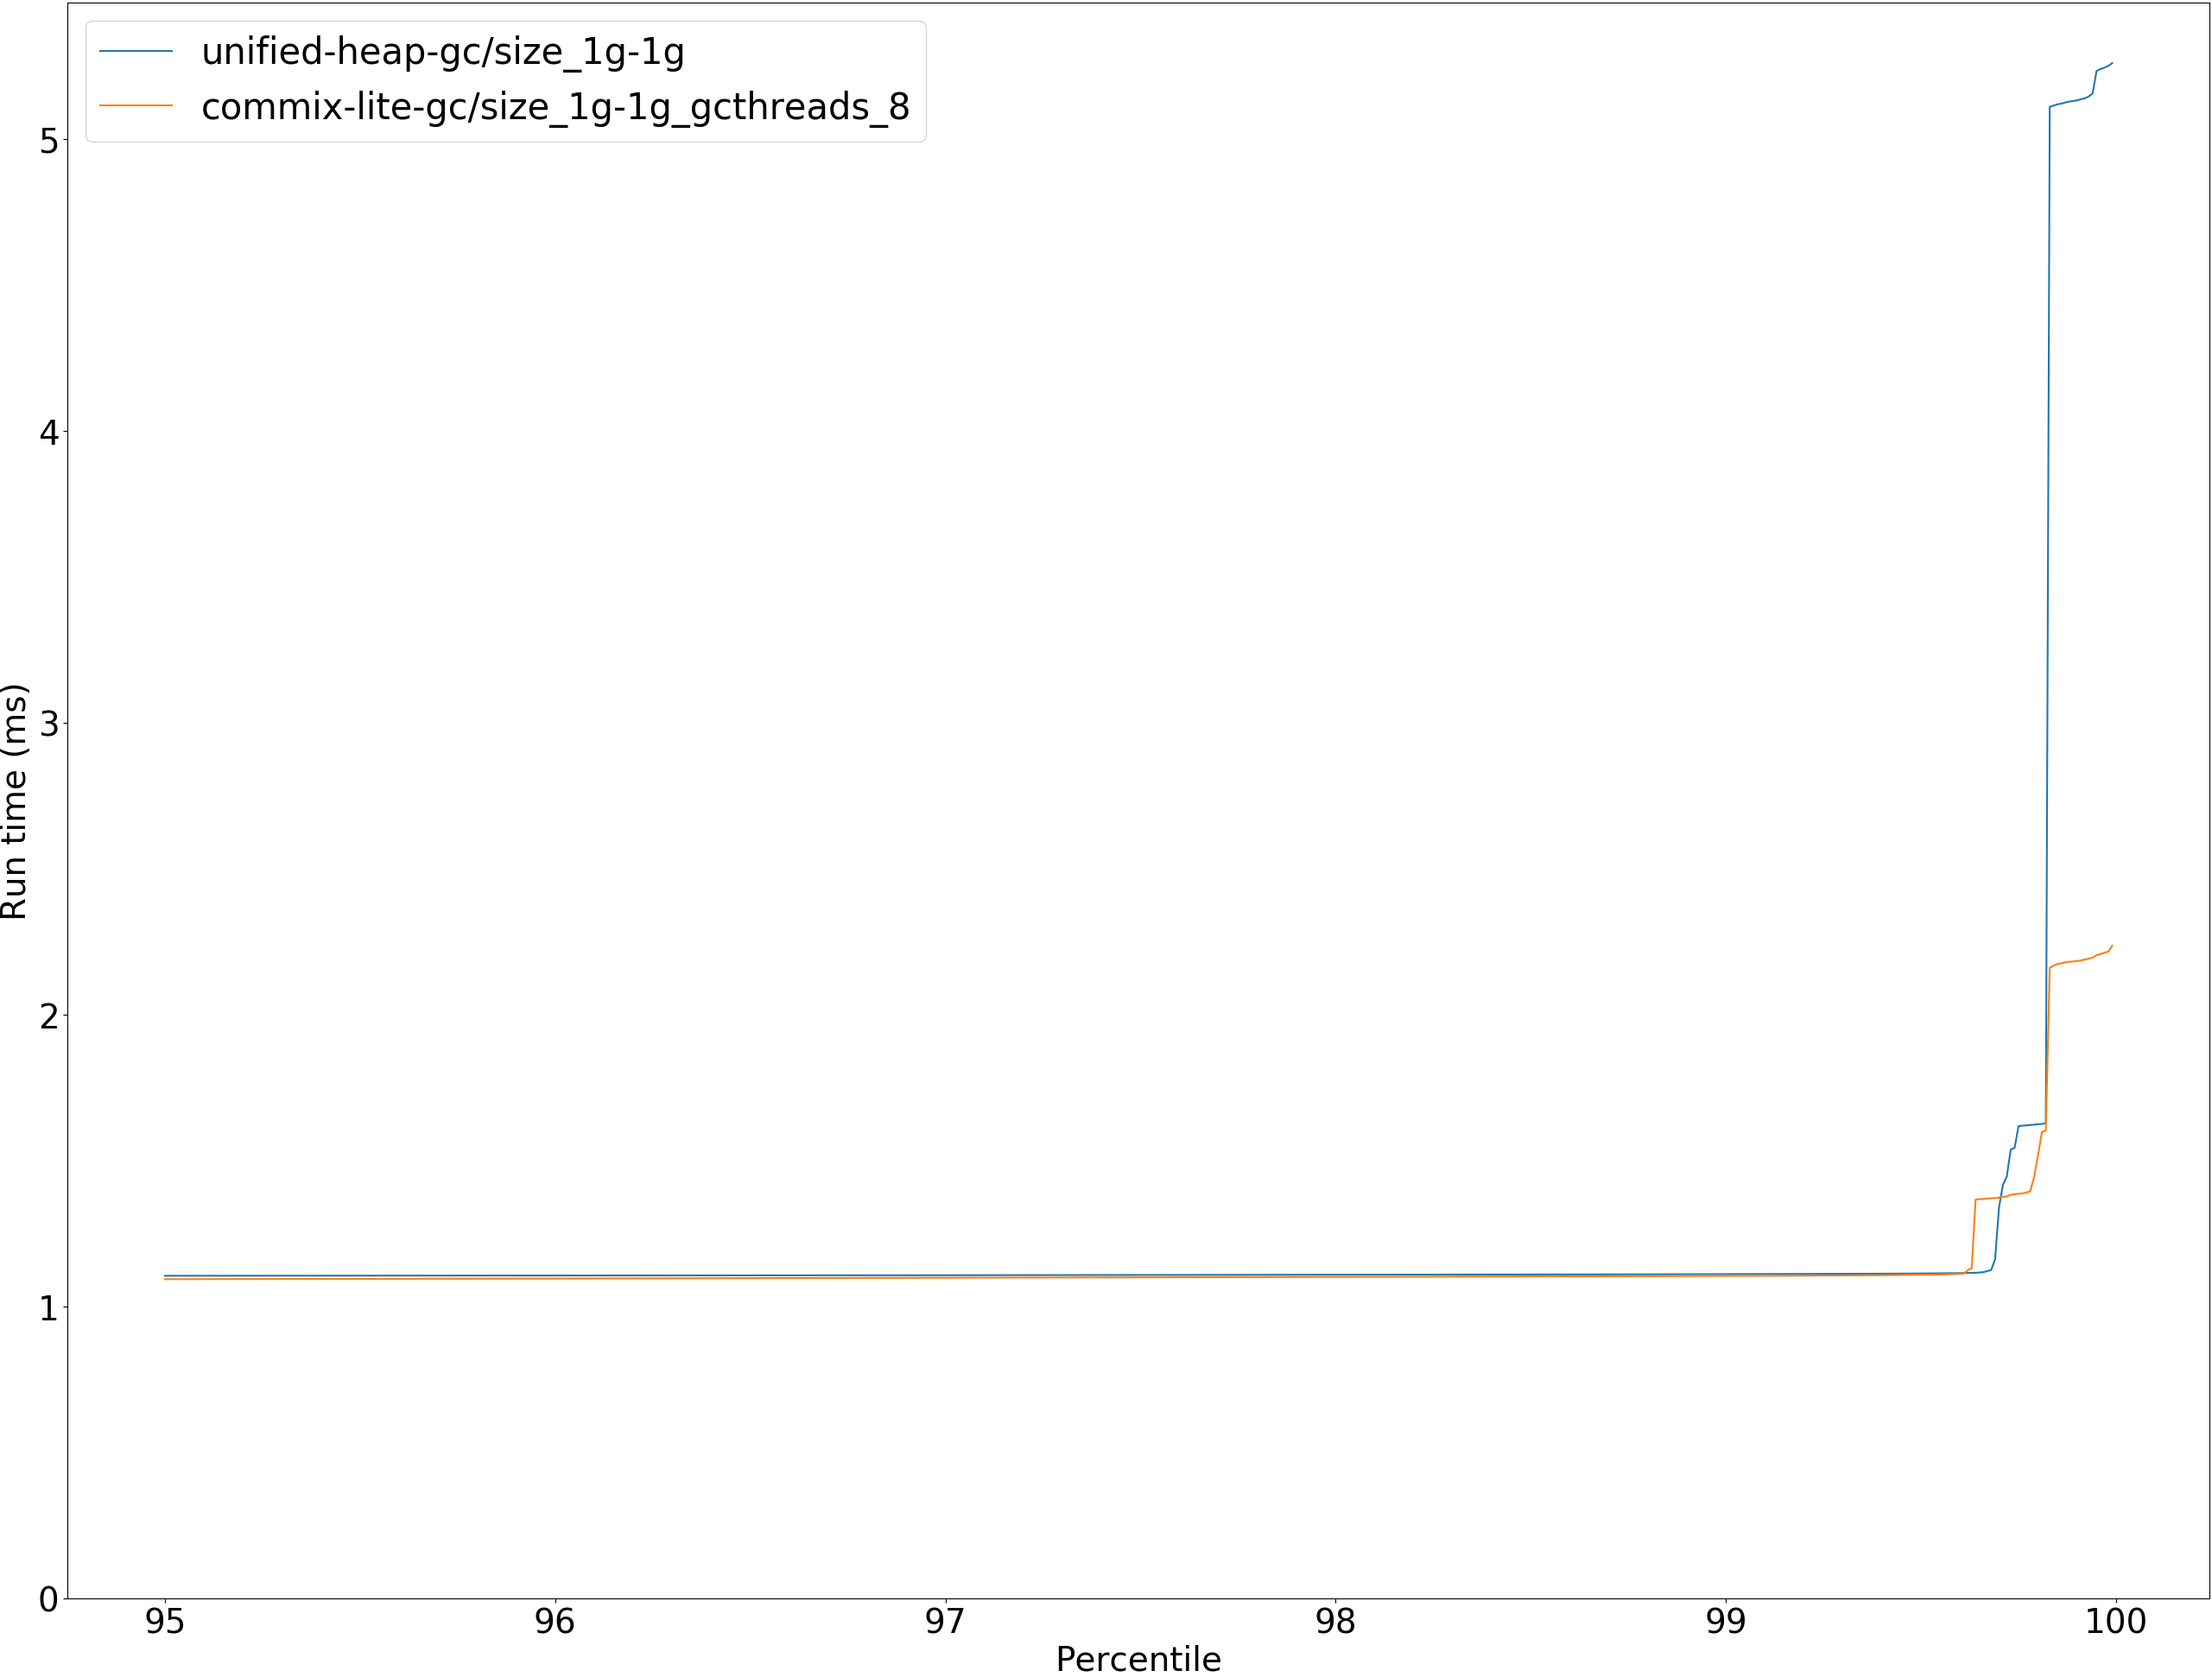 unified-heap-gc/size_1g-1g
commix-lite-gc/size_1g-1g_gcthreads_8
5
4
3
2
1
0
Run time (ms)
95 96 97 98 99 100
Percentile